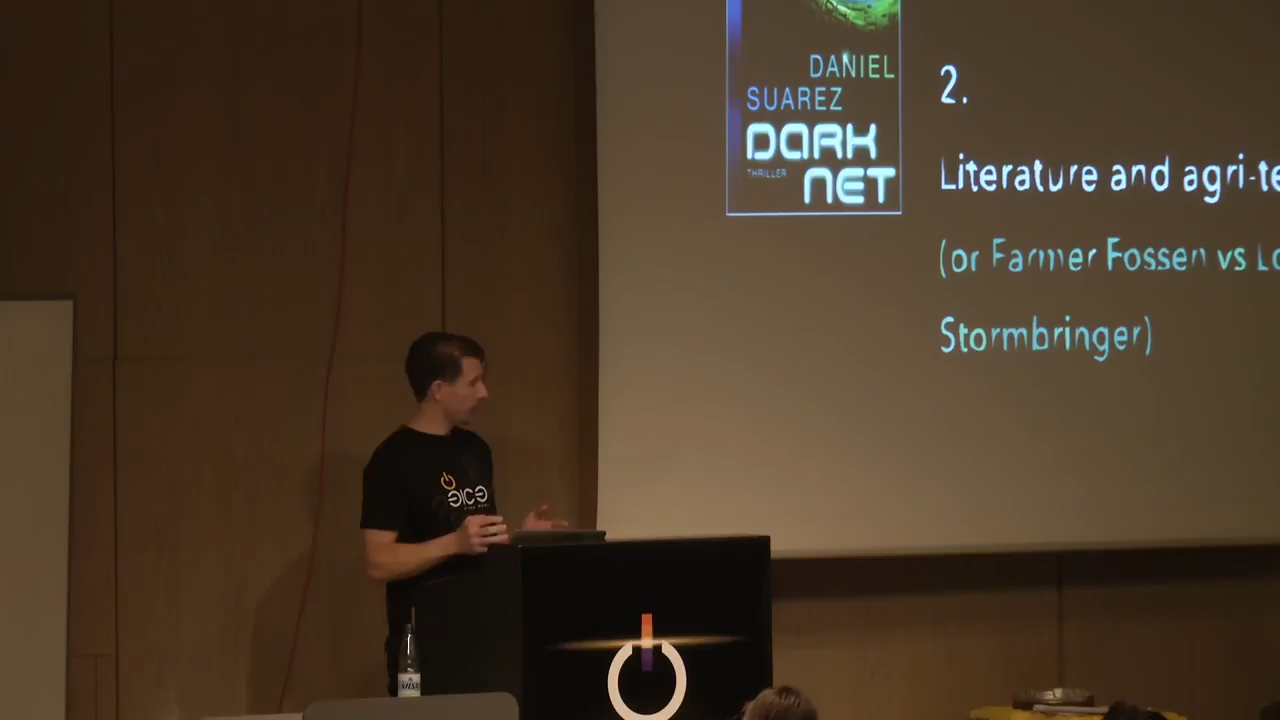 DANIEL
SUAREZ
DARK
THRILLER
NET
2.
Literature and agri-te
(or Farmer Fossen vs Lo
Stormbringer)